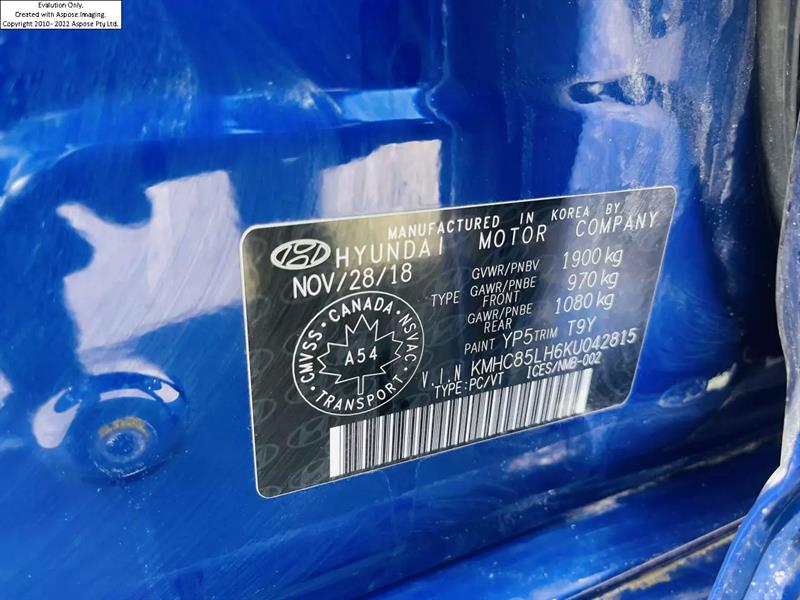 Evalution Only.
Created with Aspose.Imaging.
Copyright 2010-2022 Aspose Pty Ltd.
MANUFACTURED IN KOREA BY
HYUNDAI MOTOR COMPANY
NOV/28/18
TYPE
GVWR/PNBV 1900 kg
GAWR/PNBE FRONT 970 kg
GAWR/PNBE REAR 1080 kg
PAINT YP5 TRIM T9Y
CMVSS · CANADA · NSVAC
A54
TRANSPORT
V.I.N KMHC85LH6KU042815
TYPE:PC/VT ICES/NMB-002